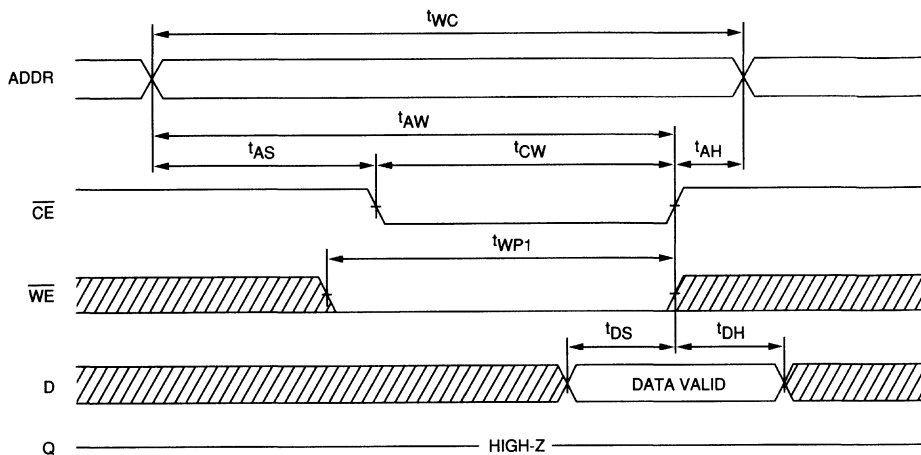 tWC
ADDR
tAW
tAS
tCW
tAH
CE
tWP1
WE
tDS
tDH
D
DATA VALID
Q
HIGH-Z